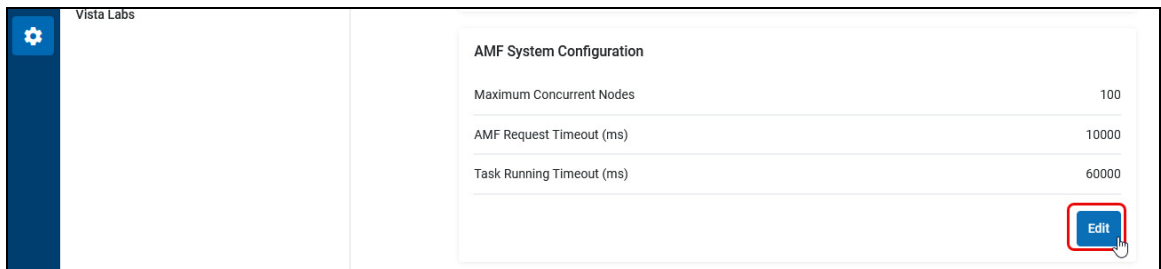 Vista Labs
AMF System Configuration
Maximum Concurrent Nodes 100
AMF Request Timeout (ms) 10000
Task Running Timeout (ms) 60000
Edit